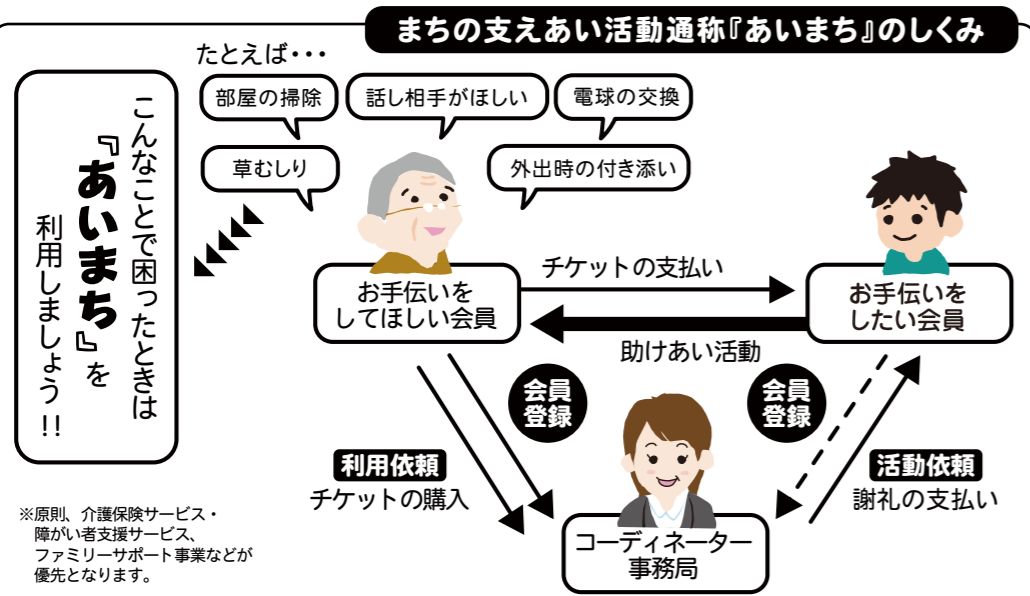 まちの支えあい活動通称『あいまち』のしくみ
こんなことで困ったときは
『あいまち』を
利用しましょう!!
たとえば・・・
部屋の掃除
話し相手がほしい
電球の交換
草むしり
外出時の付き添い
お手伝いを
してほしい会員
チケットの支払い
助けあい活動
お手伝いを
したい会員
会員
登録
会員
登録
利用依頼
チケットの購入
活動依頼
謝礼の支払い
コーディネーター
事務局
※原則、介護保険サービス・
障がい者支援サービス、
ファミリーサポート事業などが
優先となります。